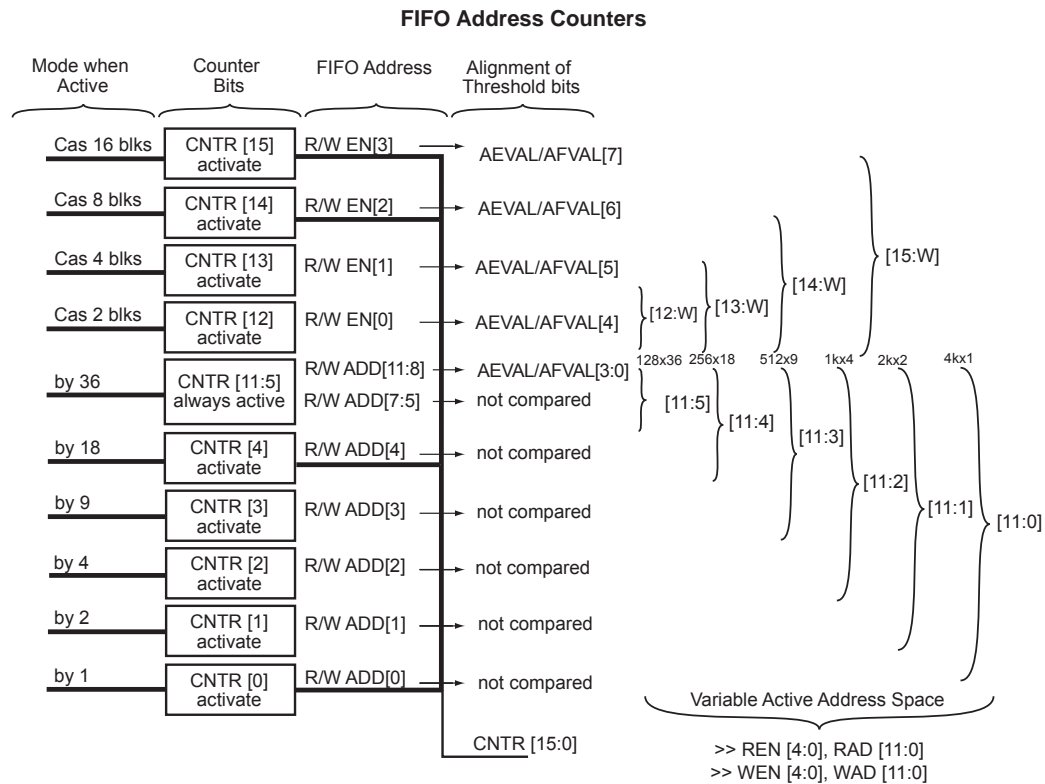 FIFO Address Counters
Mode when
Active
Counter
Bits
FIFO Address
Alignment of
Threshold bits
Cas 16 blks
CNTR [15]
activate
R/W EN[3]
AEVAL/AFVAL[7]
Cas 8 blks
CNTR [14]
activate
R/W EN[2]
AEVAL/AFVAL[6]
Cas 4 blks
CNTR [13]
activate
R/W EN[1]
AEVAL/AFVAL[5]
Cas 2 blks
CNTR [12]
activate
R/W EN[0]
AEVAL/AFVAL[4]
[12:W]
[13:W]
[14:W]
[15:W]
by 36
CNTR [11:5]
always active
R/W ADD[11:8]
AEVAL/AFVAL[3:0]
R/W ADD[7:5]
not compared
128x36
256x18
512x9
1kx4
2kx2
4kx1
[11:5]
[11:4]
[11:3]
[11:2]
[11:1]
[11:0]
by 18
CNTR [4]
activate
R/W ADD[4]
not compared
by 9
CNTR [3]
activate
R/W ADD[3]
not compared
by 4
CNTR [2]
activate
R/W ADD[2]
not compared
by 2
CNTR [1]
activate
R/W ADD[1]
not compared
by 1
CNTR [0]
activate
R/W ADD[0]
not compared
CNTR [15:0]
Variable Active Address Space
>> REN [4:0], RAD [11:0]
>> WEN [4:0], WAD [11:0]